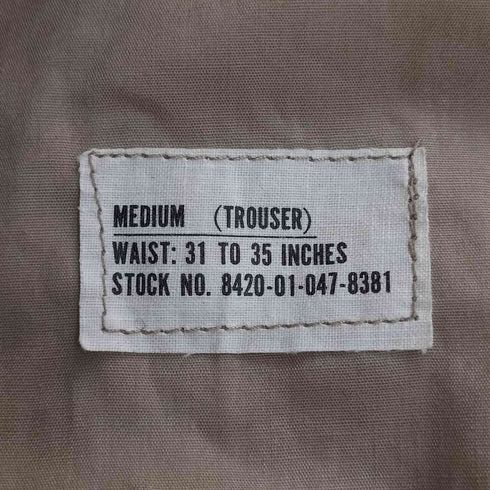 MEDIUM (TROUSER)
WAIST: 31 TO 35 INCHES
STOCK NO. 8420-01-047-8381